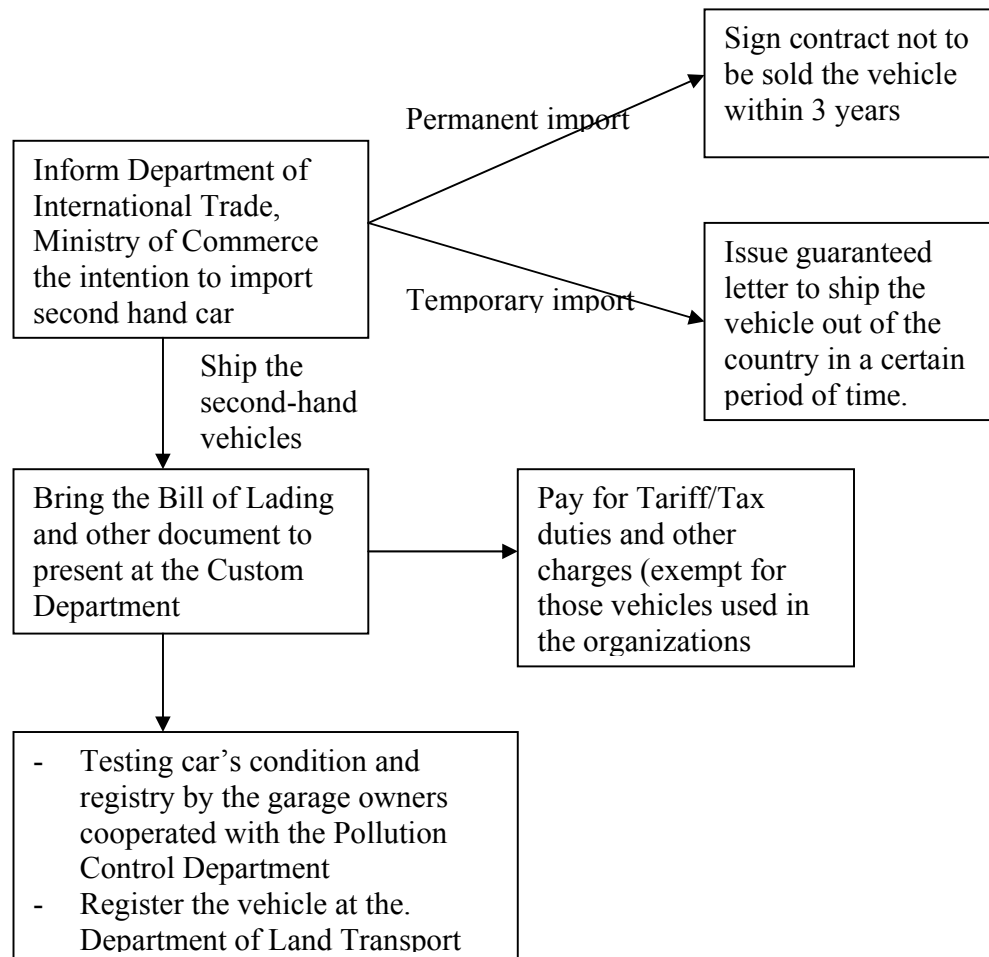 Sign contract not to
be sold the vehicle
within 3 years
Permanent import
Inform Department of
International Trade,
Ministry of Commerce
the intention to import
second hand car
Temporary import
Issue guaranteed
letter to ship the
vehicle out of the
country in a certain
period of time.
Ship the
second-hand
vehicles
Bring the Bill of Lading
and other document to
present at the Custom
Department
Pay for Tariff/Tax
duties and other
charges (exempt for
those vehicles used in
the organizations
- Testing car’s condition and
registry by the garage owners
cooperated with the Pollution
Control Department
- Register the vehicle at the.
Department of Land Transport